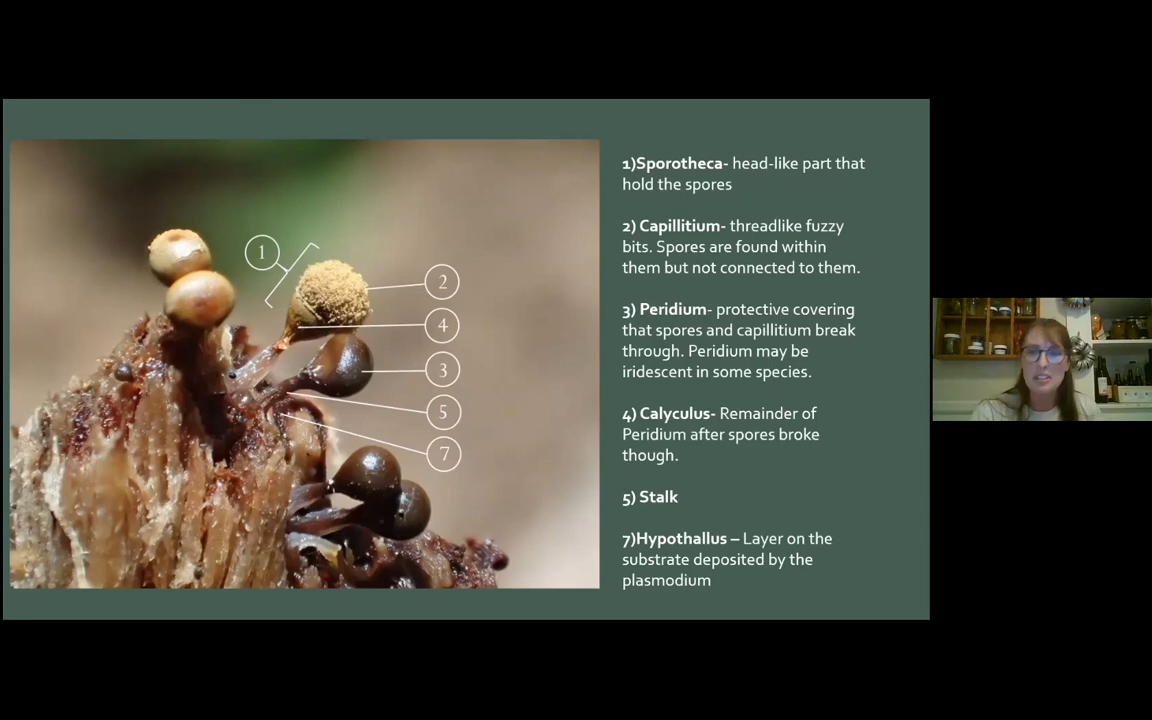 1
2
4
3
5
7
1)Sporotheca- head-like part that
hold the spores
2) Capillitium- threadlike fuzzy
bits. Spores are found within
them but not connected to them.
3) Peridium- protective covering
that spores and capillitium break
through. Peridium may be
iridescent in some species.
4) Calyculus- Remainder of
Peridium after spores broke
though.
5) Stalk
7)Hypothallus – Layer on the
substrate deposited by the
plasmodium